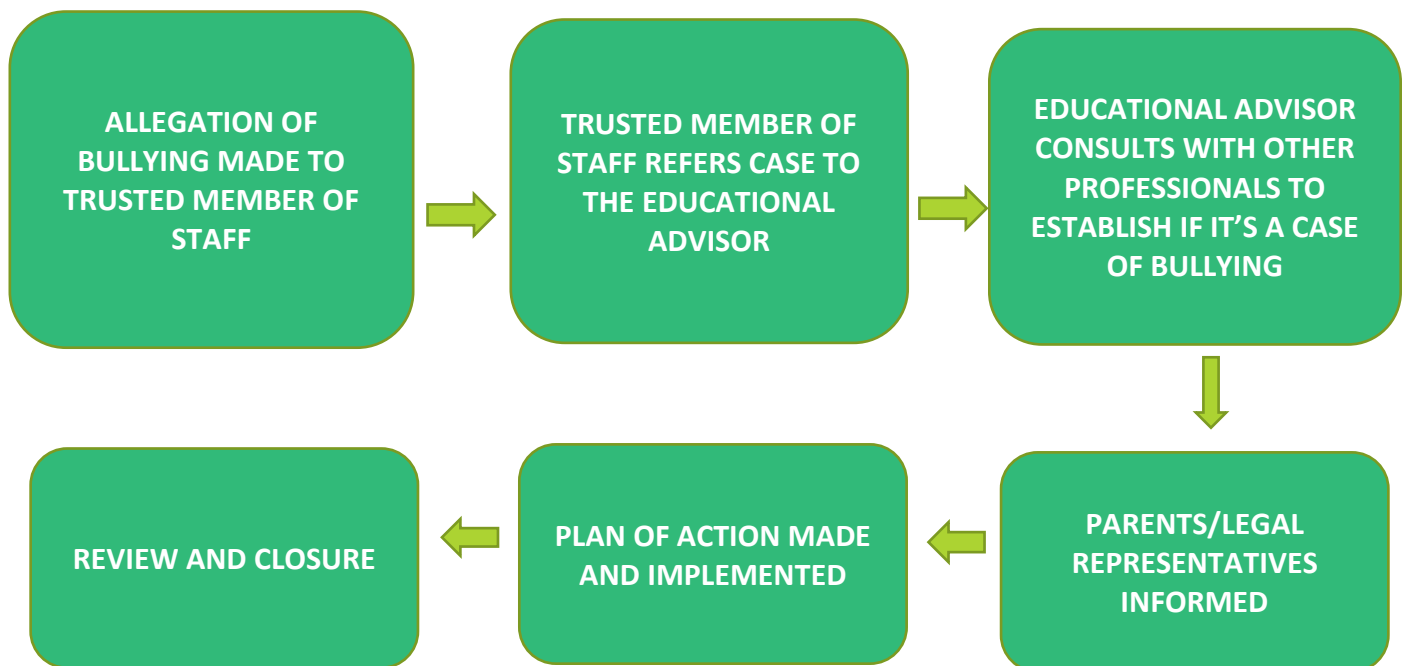 ALLEGATION OF
BULLYING MADE TO
TRUSTED MEMBER OF
STAFF
TRUSTED MEMBER OF
STAFF REFERS CASE TO
THE EDUCATIONAL
ADVISOR
EDUCATIONAL ADVISOR
CONSULTS WITH OTHER
PROFESSIONALS TO
ESTABLISH IF IT’S A CASE
OF BULLYING
PARENTS/LEGAL
REPRESENTATIVES
INFORMED
PLAN OF ACTION MADE
AND IMPLEMENTED
REVIEW AND CLOSURE